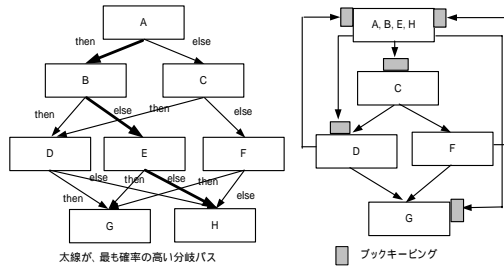 A
then
else
B
C
then
else
then
else
D
E
F
then
else
then
else
then
else
G
H
太線が、最も確率の高い分岐パス
A, B, E, H
C
D
F
G
ブックキーピング